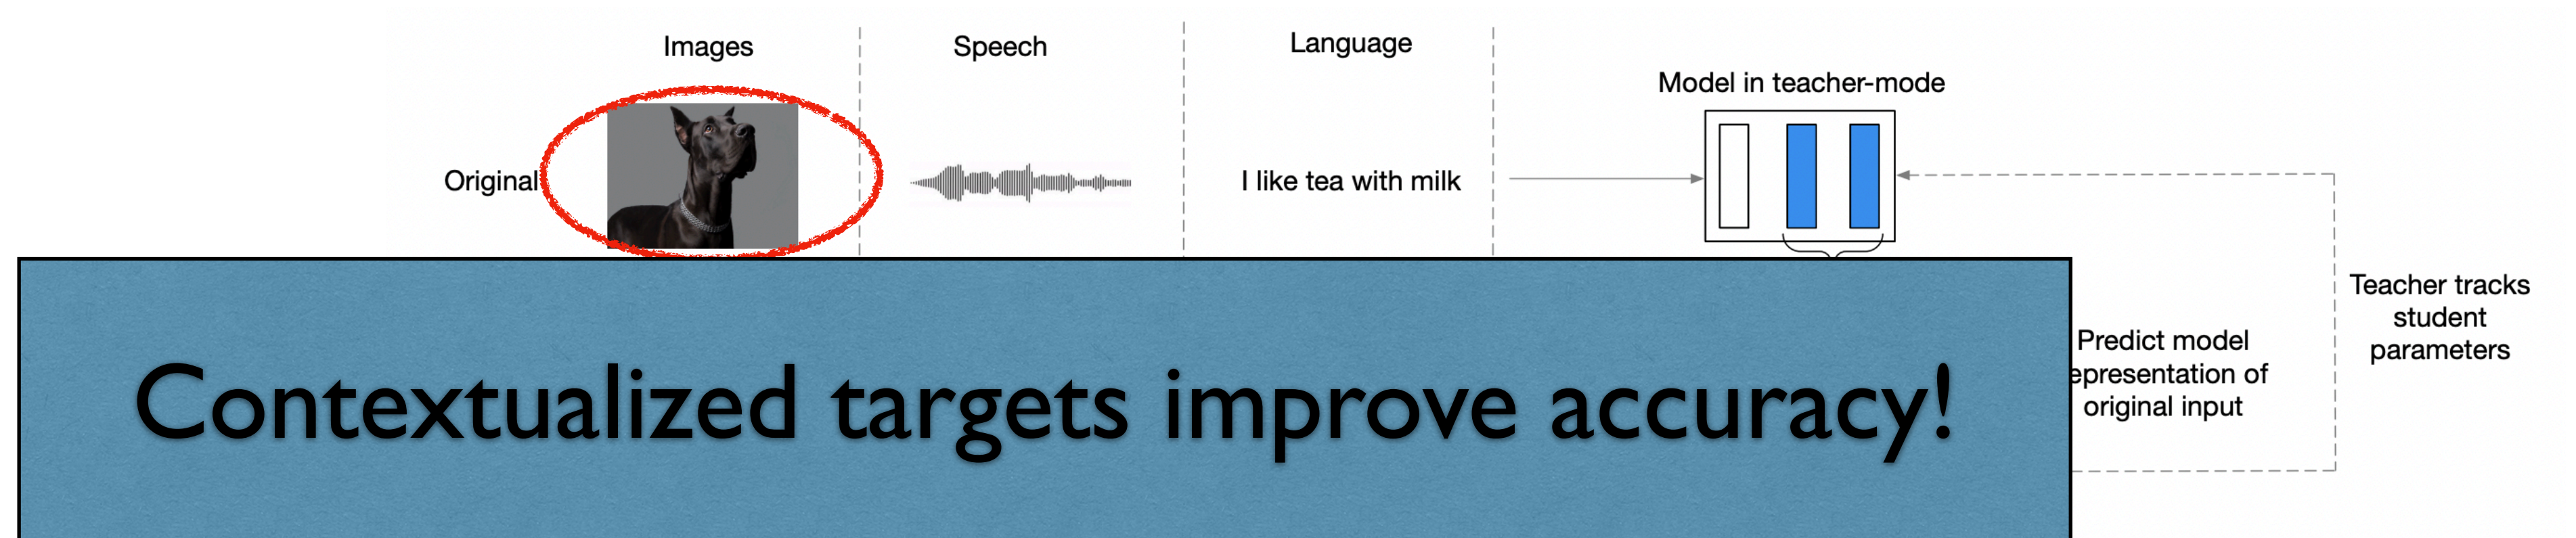 Images
Speech
Language
Model in teacher-mode
Original
I like tea with milk
Teacher tracks
student
parameters
Predict model
epresentation of
original input
Contextualized targets improve accuracy!